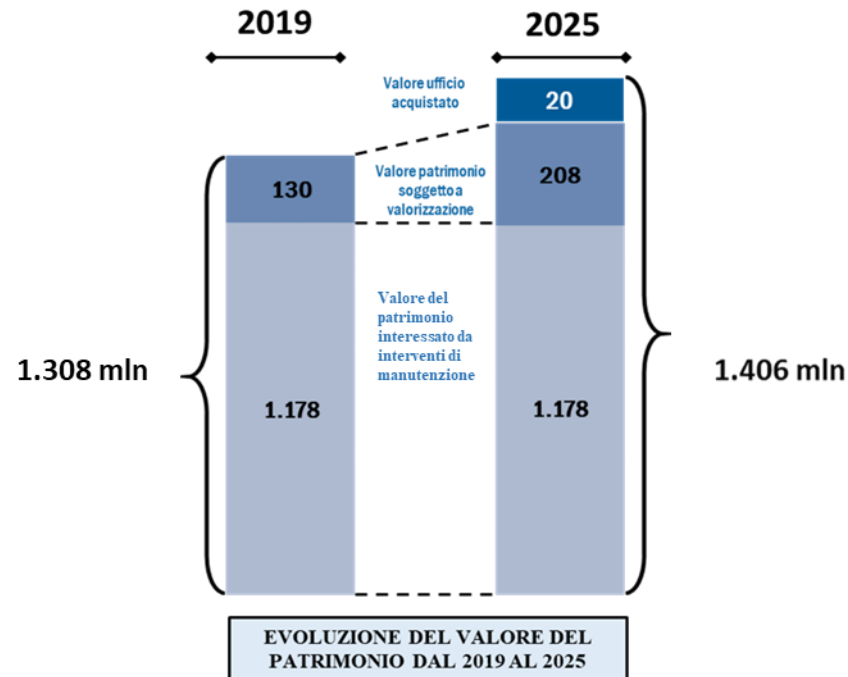 2019
2025
Valore ufficio
acquistato
20
130
Valore patrimonio
soggetto a
valorizzazione
208
Valore del
patrimonio
interessato da
interventi di
manutenzione
1.308 mln
1.406 mln
1.178
1.178
EVOLUZIONE DEL VALORE DEL
PATRIMONIO DAL 2019 AL 2025